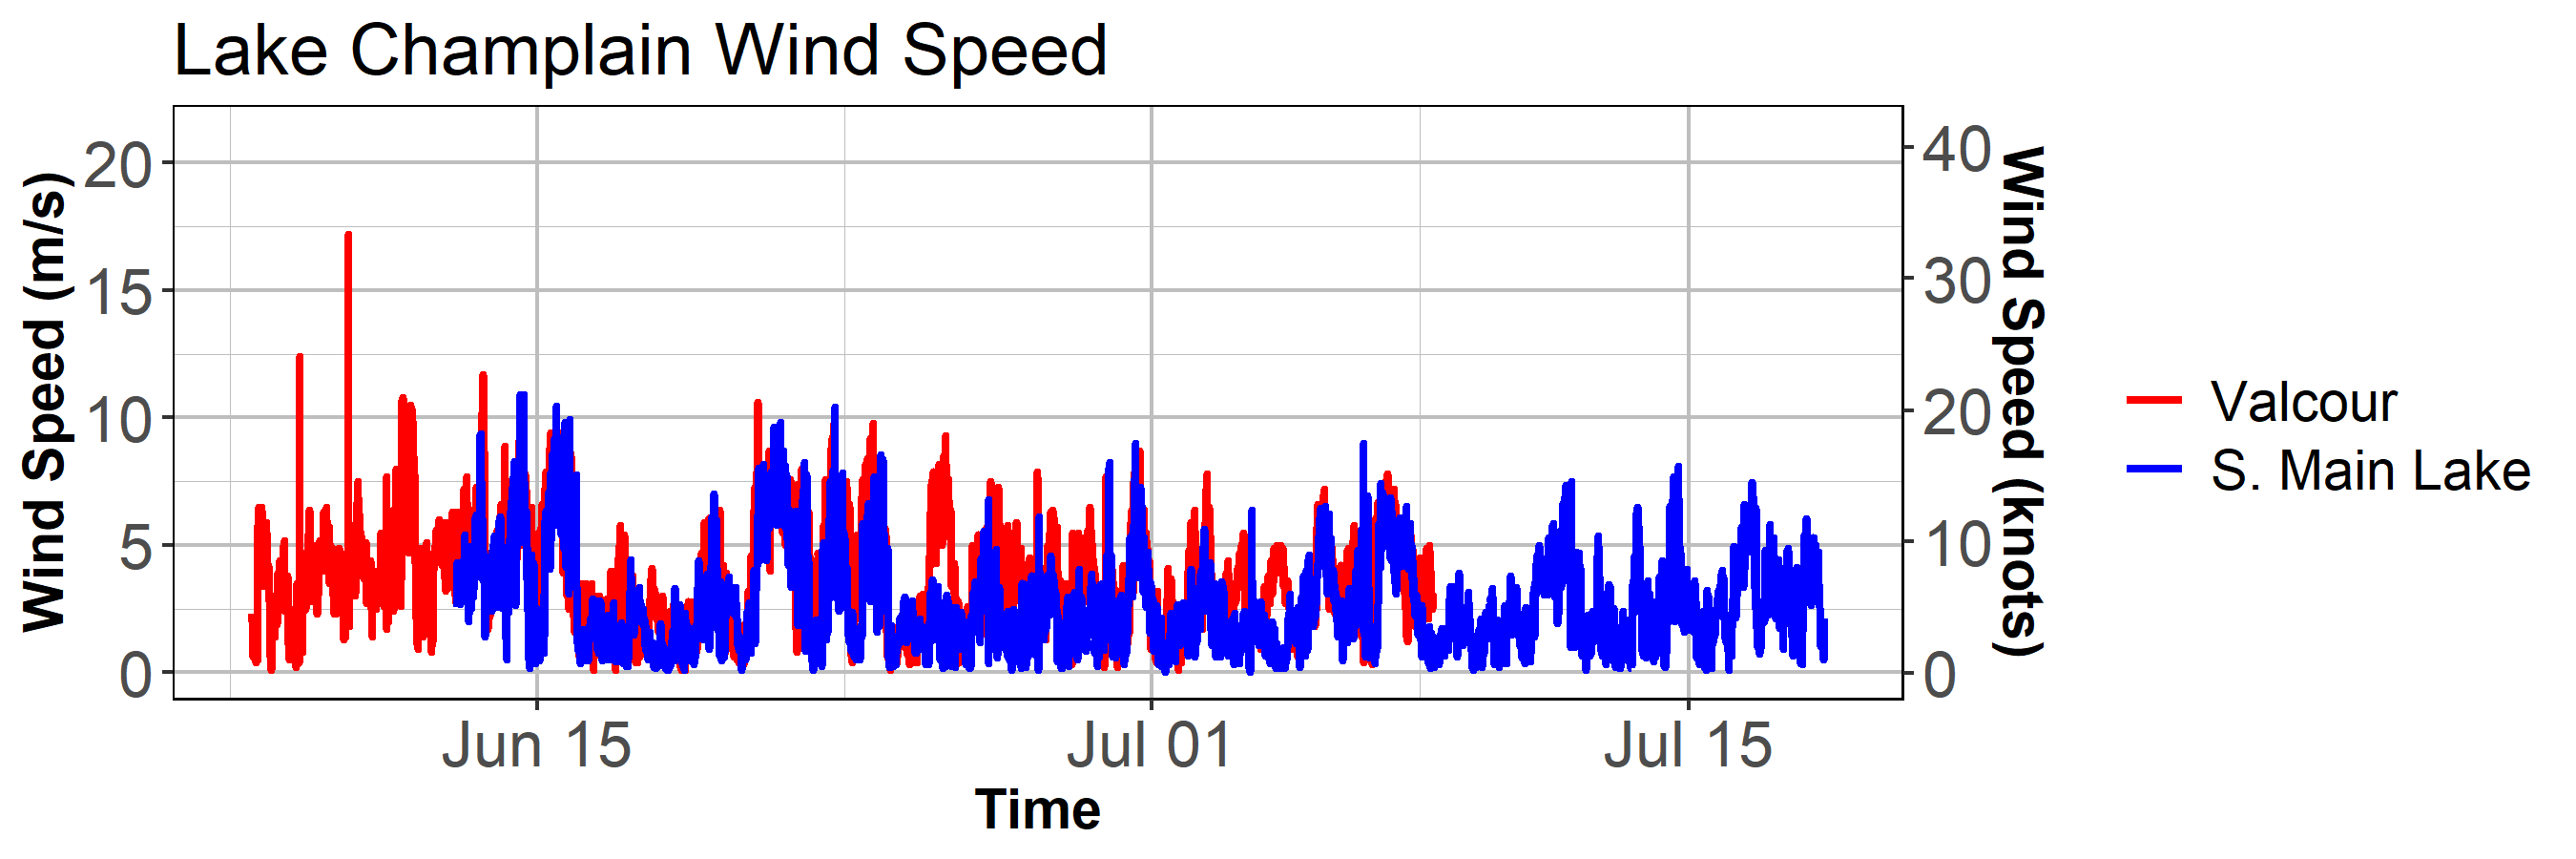 Lake Champlain Wind Speed
Wind Speed (m/s)
20
15
10
5
0
40
30
20
10
0
Wind Speed (knots)
Jun 15
Jul 01
Jul 15
Time
Valcour
S. Main Lake